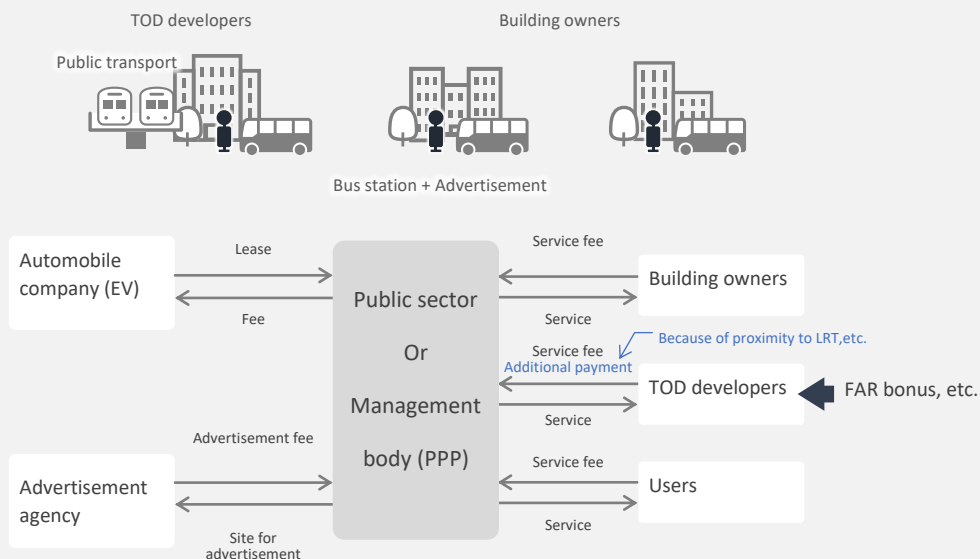 TOD developers
Building owners
Public transport
Bus station + Advertisement
Automobile
company (EV)
Lease
Fee
Public sector
Or
Management
body (PPP)
Service fee
Service
Building owners
Because of proximity to LRT,etc.
Service fee
Additional payment
Service
TOD developers
FAR bonus, etc.
Advertisement fee
Advertisement
agency
Site for
advertisement
Service fee
Service
Users